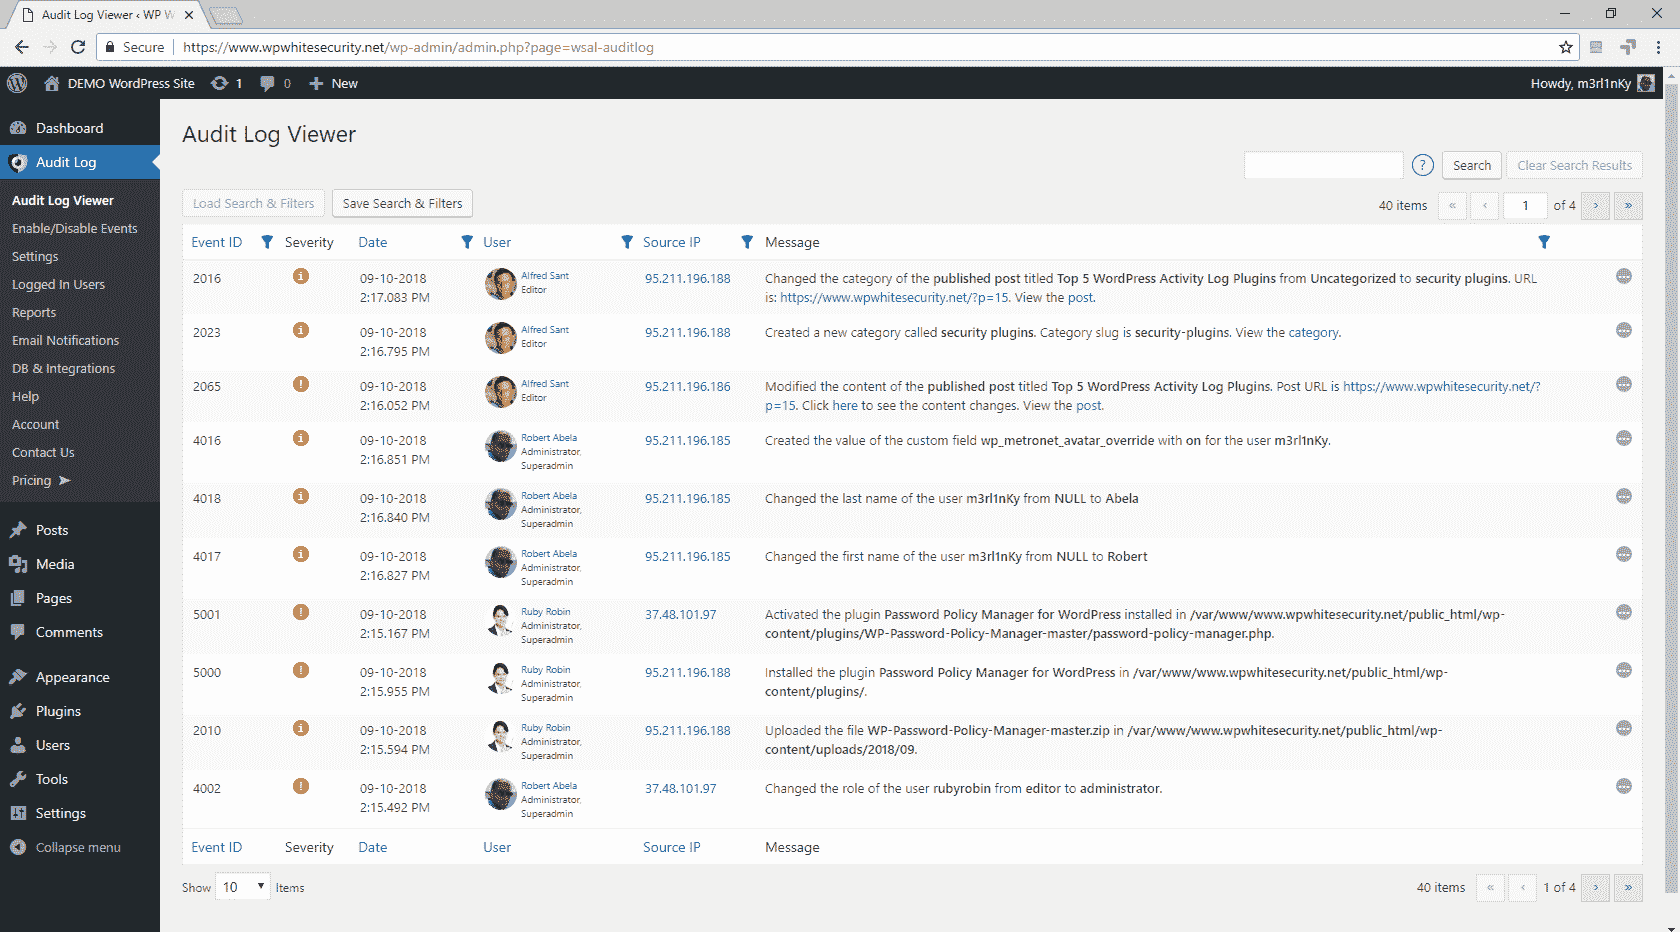 Audit Log Viewer ‹ WP W
Secure https://www.wpwhitesecurity.net/wp-admin/admin.php?page=wsal-auditlog
DEMO WordPress Site 1 0 New Howdy, m3rl1nKy
Dashboard
Audit Log
Audit Log Viewer
Enable/Disable Events
Settings
Logged In Users
Reports
Email Notifications
DB & Integrations
Help
Account
Contact Us
Pricing ➤
Posts
Media
Pages
Comments
Appearance
Plugins
Users
Tools
Settings
Collapse menu
Audit Log Viewer
? Search Clear Search Results
Load Search & Filters Save Search & Filters 40 items « ‹ 1 of 4 › »
Event ID Severity Date User Source IP Message
2016 09-10-2018 2:17.083 PM Alfred Sant Editor 95.211.196.188 Changed the category of the published post titled Top 5 WordPress Activity Log Plugins from Uncategorized to security plugins. URL
is: https://www.wpwhitesecurity.net/?p=15. View the post.
2023 09-10-2018 2:16.795 PM Alfred Sant Editor 95.211.196.188 Created a new category called security plugins. Category slug is security-plugins. View the category.
2065 09-10-2018 2:16.052 PM Alfred Sant Editor 95.211.196.186 Modified the content of the published post titled Top 5 WordPress Activity Log Plugins. Post URL is https://www.wpwhitesecurity.net/?
p=15. Click here to see the content changes. View the post.
4016 09-10-2018 2:16.851 PM Robert Abela Administrator, Superadmin 95.211.196.185 Created the value of the custom field wp_metronet_avatar_override with on for the user m3rl1nKy.
4018 09-10-2018 2:16.840 PM Robert Abela Administrator, Superadmin 95.211.196.185 Changed the last name of the user m3rl1nKy from NULL to Abela
4017 09-10-2018 2:16.827 PM Robert Abela Administrator, Superadmin 95.211.196.185 Changed the first name of the user m3rl1nKy from NULL to Robert
5001 09-10-2018 2:15.167 PM Ruby Robin Administrator, Superadmin 37.48.101.97 Activated the plugin Password Policy Manager for WordPress installed in /var/www/www.wpwhitesecurity.net/public_html/wp-
content/plugins/WP-Password-Policy-Manager-master/password-policy-manager.php.
5000 09-10-2018 2:15.955 PM Ruby Robin Administrator, Superadmin 95.211.196.188 Installed the plugin Password Policy Manager for WordPress in /var/www/www.wpwhitesecurity.net/public_html/wp-
content/plugins/.
2010 09-10-2018 2:15.594 PM Ruby Robin Administrator, Superadmin 95.211.196.188 Uploaded the file WP-Password-Policy-Manager-master.zip in /var/www/www.wpwhitesecurity.net/public_html/wp-
content/uploads/2018/09.
4002 09-10-2018 2:15.492 PM Robert Abela Administrator, Superadmin 37.48.101.97 Changed the role of the user rubyrobin from editor to administrator.
Event ID Severity Date User Source IP Message
Show 10 Items 40 items « ‹ 1 of 4 › »